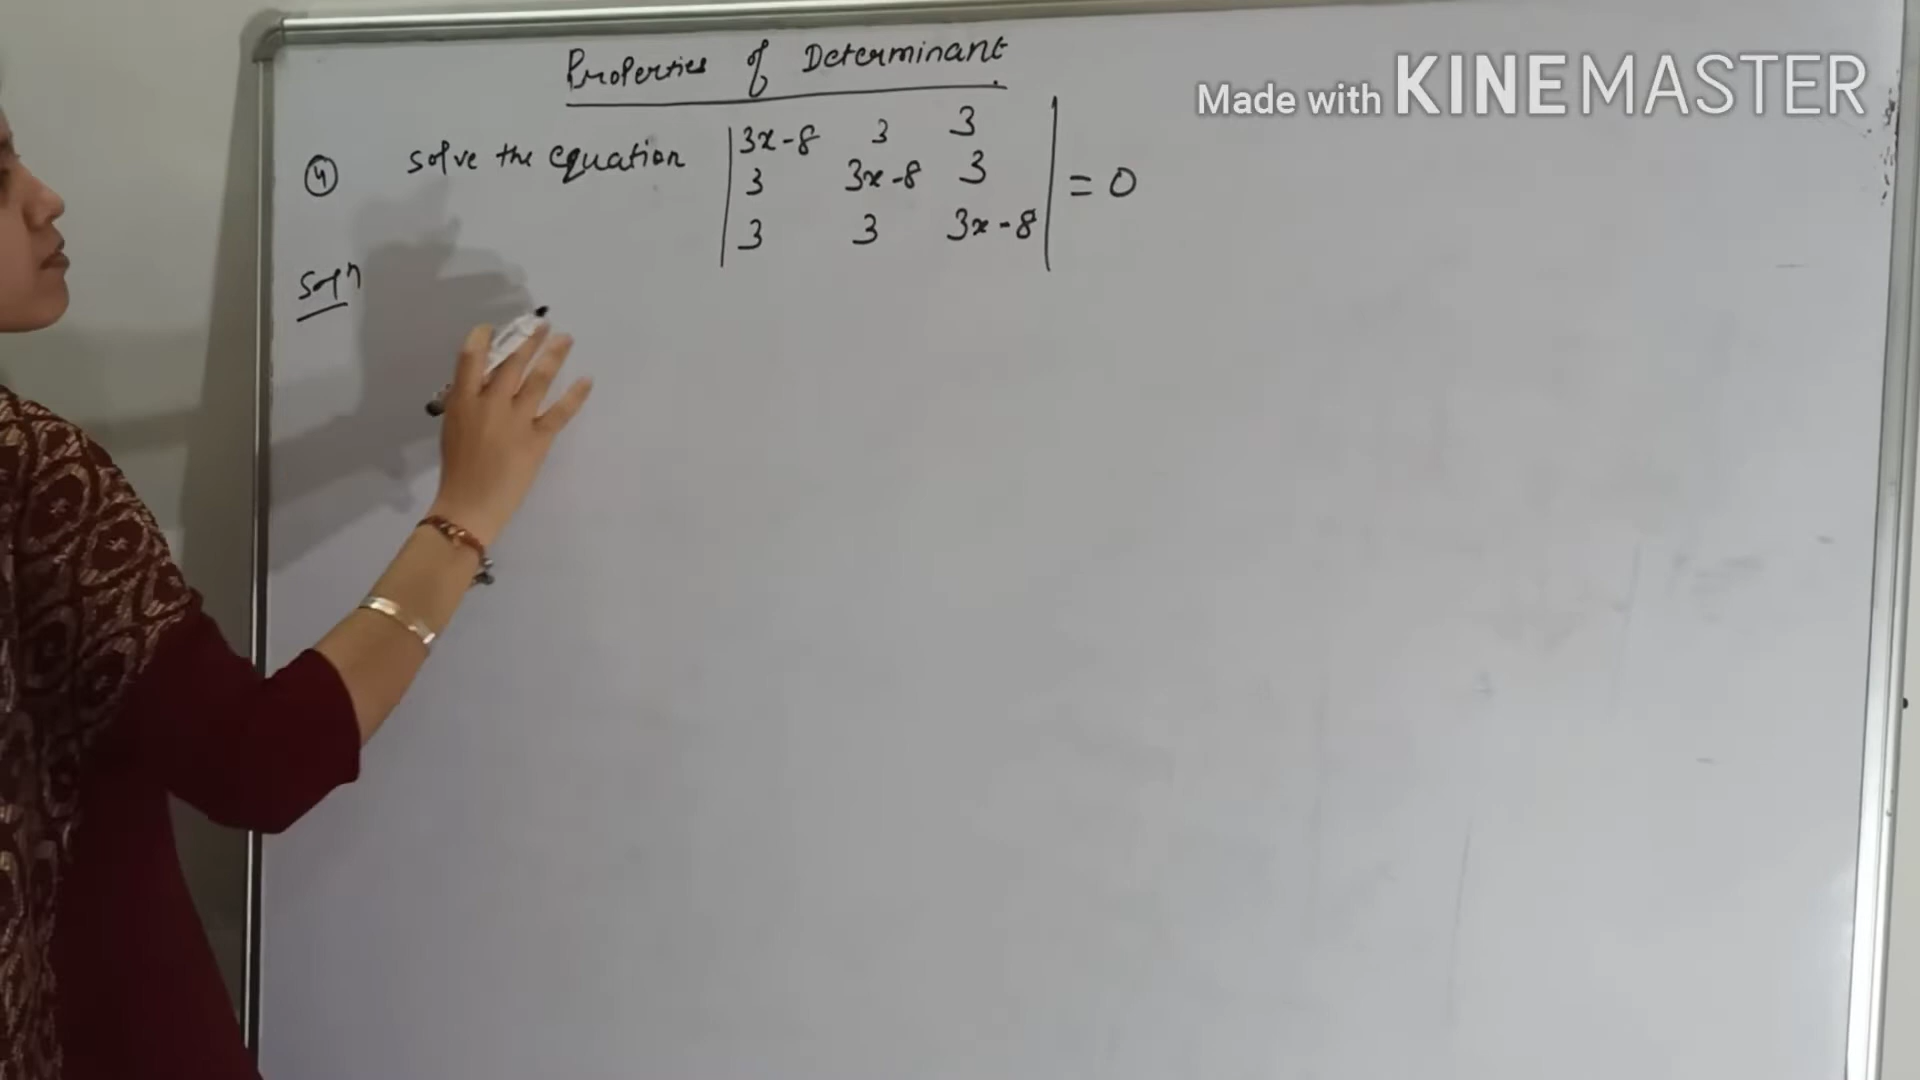 Properties of Determinant
Made with KINEMASTER
4 solve the equation | 3x-8 3 3 |
| 3 3x-8 3 | = 0
| 3 3 3x-8 |
Solⁿ